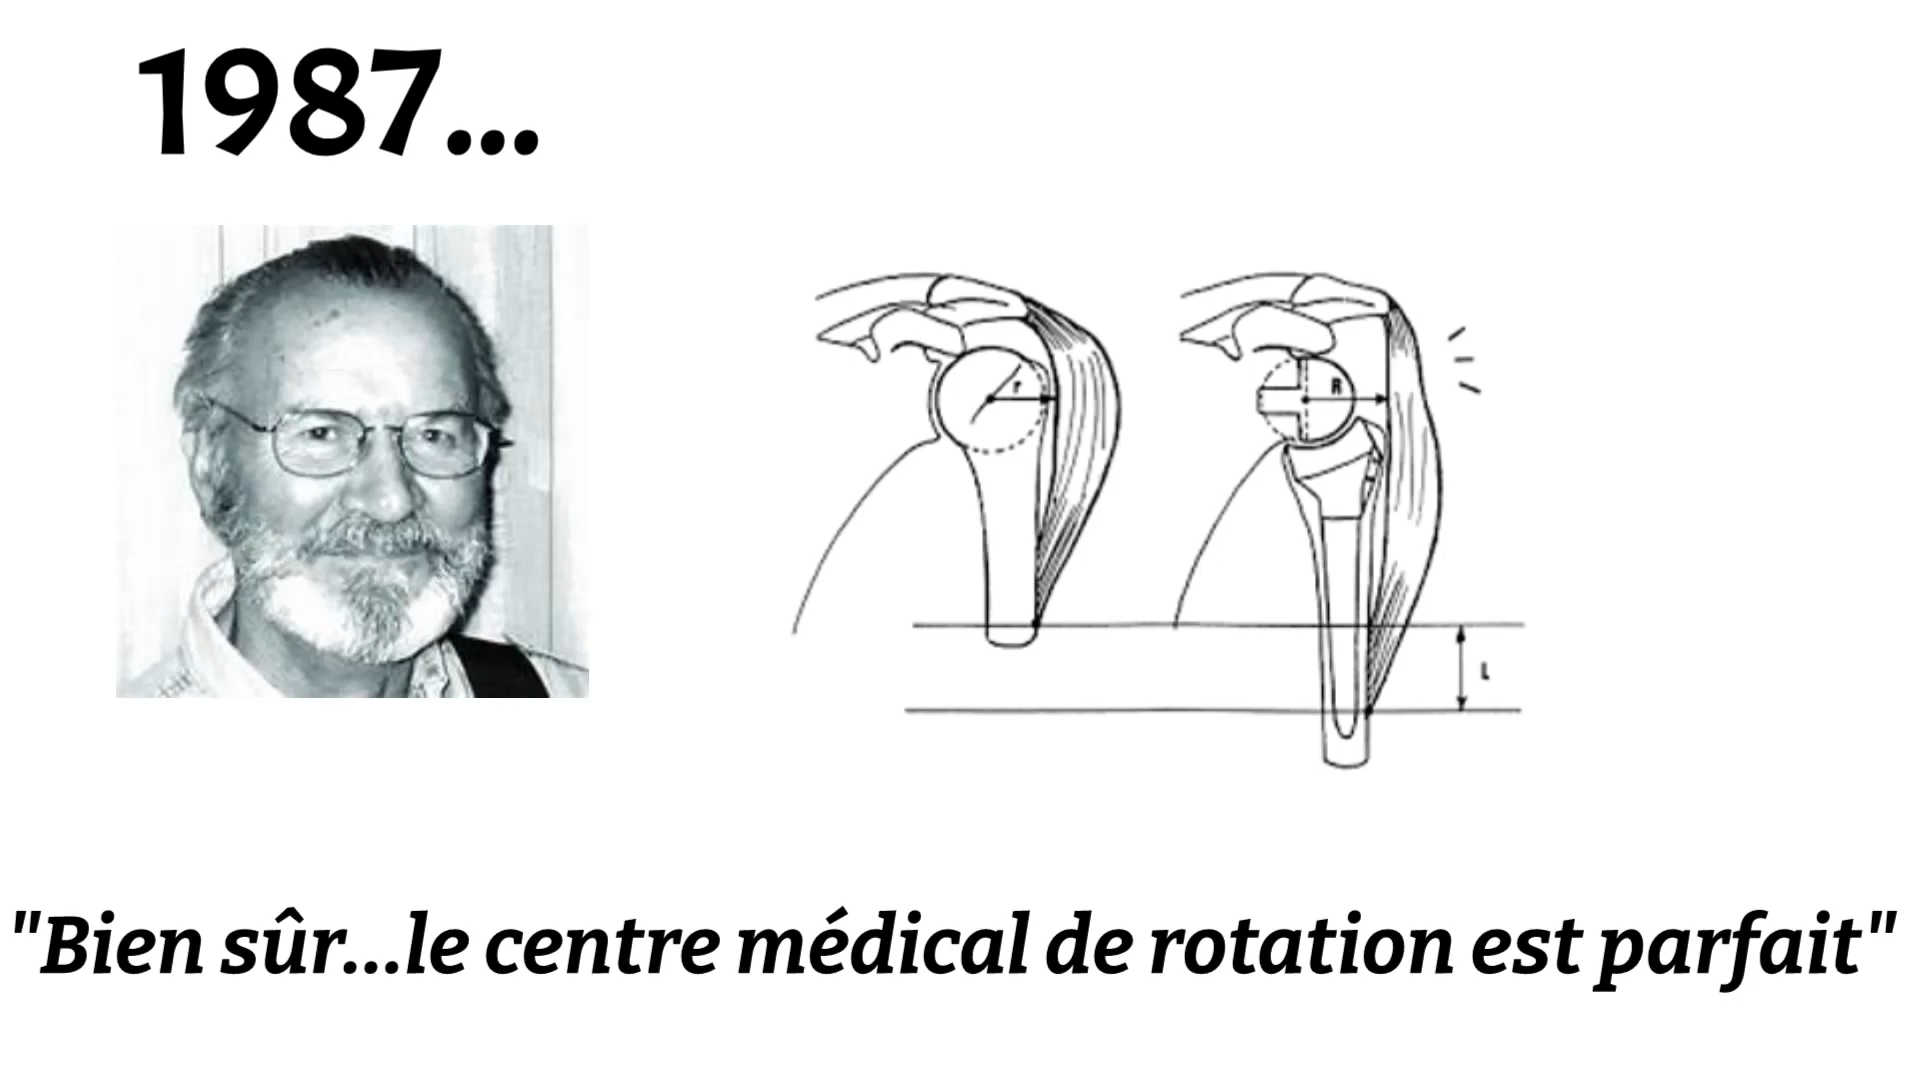 1987...
r
R
L
"Bien sûr...le centre médical de rotation est parfait"